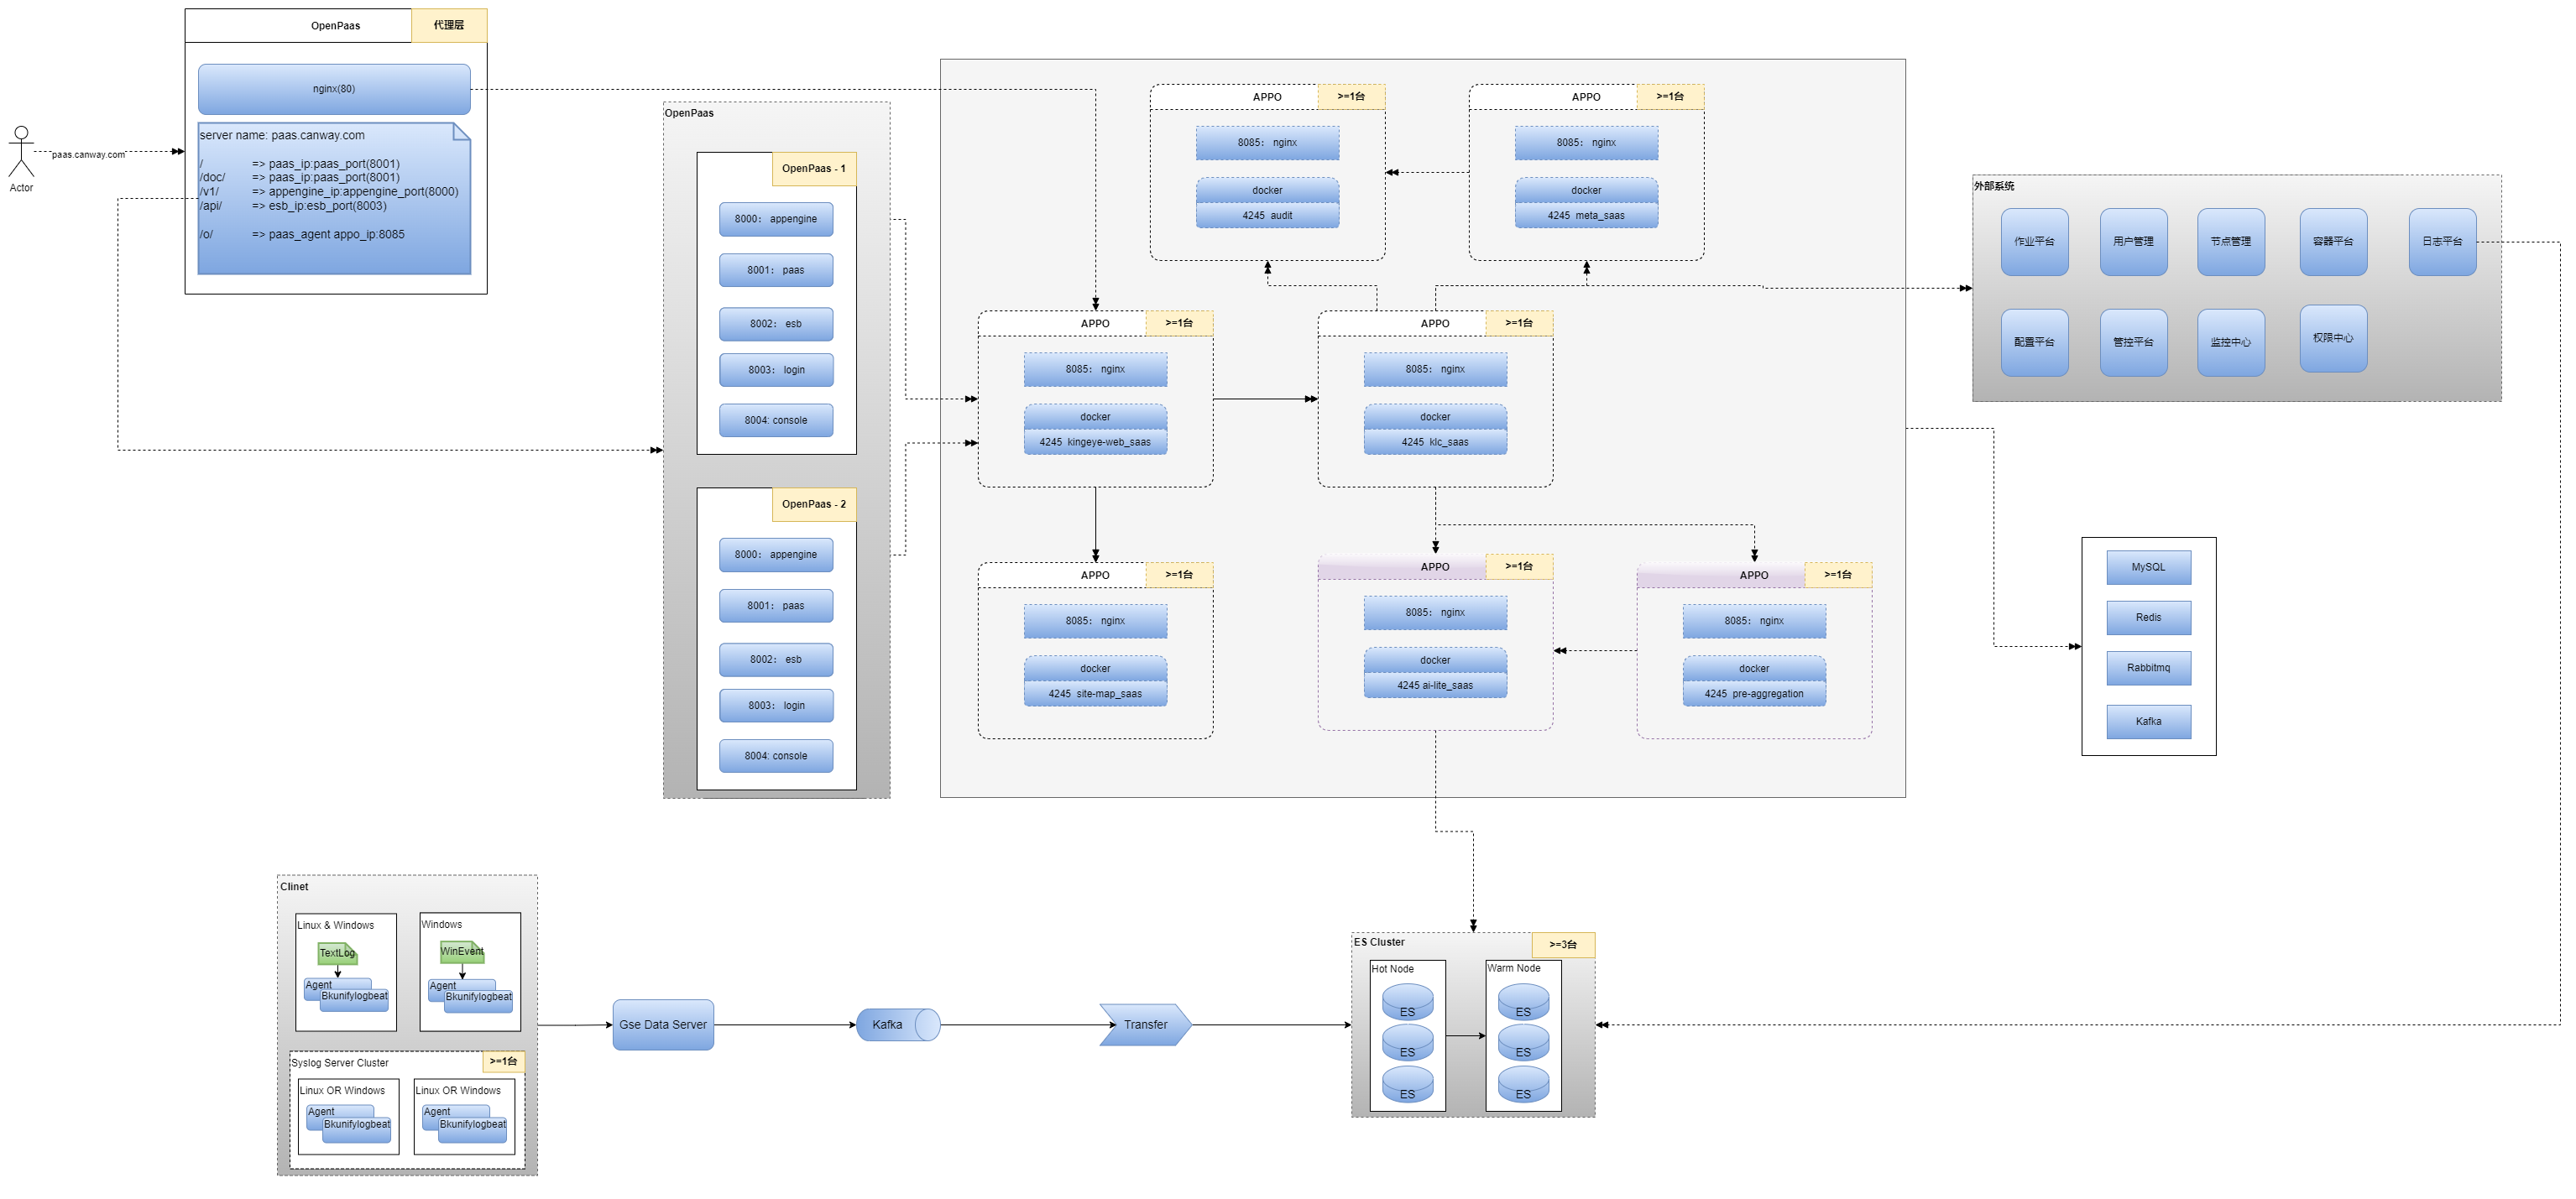 OpenPaas
代理层
nginx(80)
server name: paas.canway.com
/ => paas_ip:paas_port(8001)
/doc/ => paas_ip:paas_port(8001)
/v1/ => appengine_ip:appengine_port(8000)
/api/ => esb_ip:esb_port(8003)
/o/ => paas_agent appo_ip:8085
paas.canway.com
Actor
OpenPaas
OpenPaas - 1
8000： appengine
8001： paas
8002： esb
8003： login
8004: console
OpenPaas - 2
8000： appengine
8001： paas
8002： esb
8003： login
8004: console
APPO
>=1台
8085： nginx
docker
4245 audit
APPO
>=1台
8085： nginx
docker
4245 meta_saas
APPO
>=1台
8085： nginx
docker
4245 kingeye-web_saas
APPO
>=1台
8085： nginx
docker
4245 klc_saas
APPO
>=1台
8085： nginx
docker
4245 site-map_saas
APPO
>=1台
8085： nginx
docker
4245 ai-lite_saas
APPO
>=1台
8085： nginx
docker
4245 pre-aggregation
外部系统
作业平台
用户管理
节点管理
容器平台
日志平台
配置平台
管控平台
监控中心
权限中心
MySQL
Redis
Rabbitmq
Kafka
Clinet
Linux & Windows
TextLog
Agent
Bkunifylogbeat
Windows
WinEvent
Agent
Bkunifylogbeat
Syslog Server Cluster
>=1台
Linux OR Windows
Agent
Bkunifylogbeat
Linux OR Windows
Agent
Bkunifylogbeat
Gse Data Server
Kafka
Transfer
ES Cluster
>=3台
Hot Node
ES
ES
ES
Warm Node
ES
ES
ES